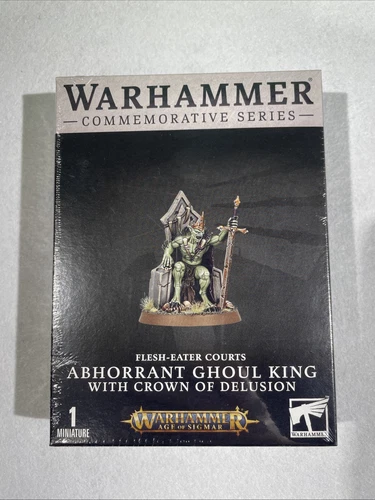 WARHAMMER®
COMMEMORATIVE SERIES
FLESH-EATER COURTS
ABHORRANT GHOUL KING
WITH CROWN OF DELUSION
1
MINIATURE
WARHAMMER
AGE OF SIGMAR
WARHAMMER